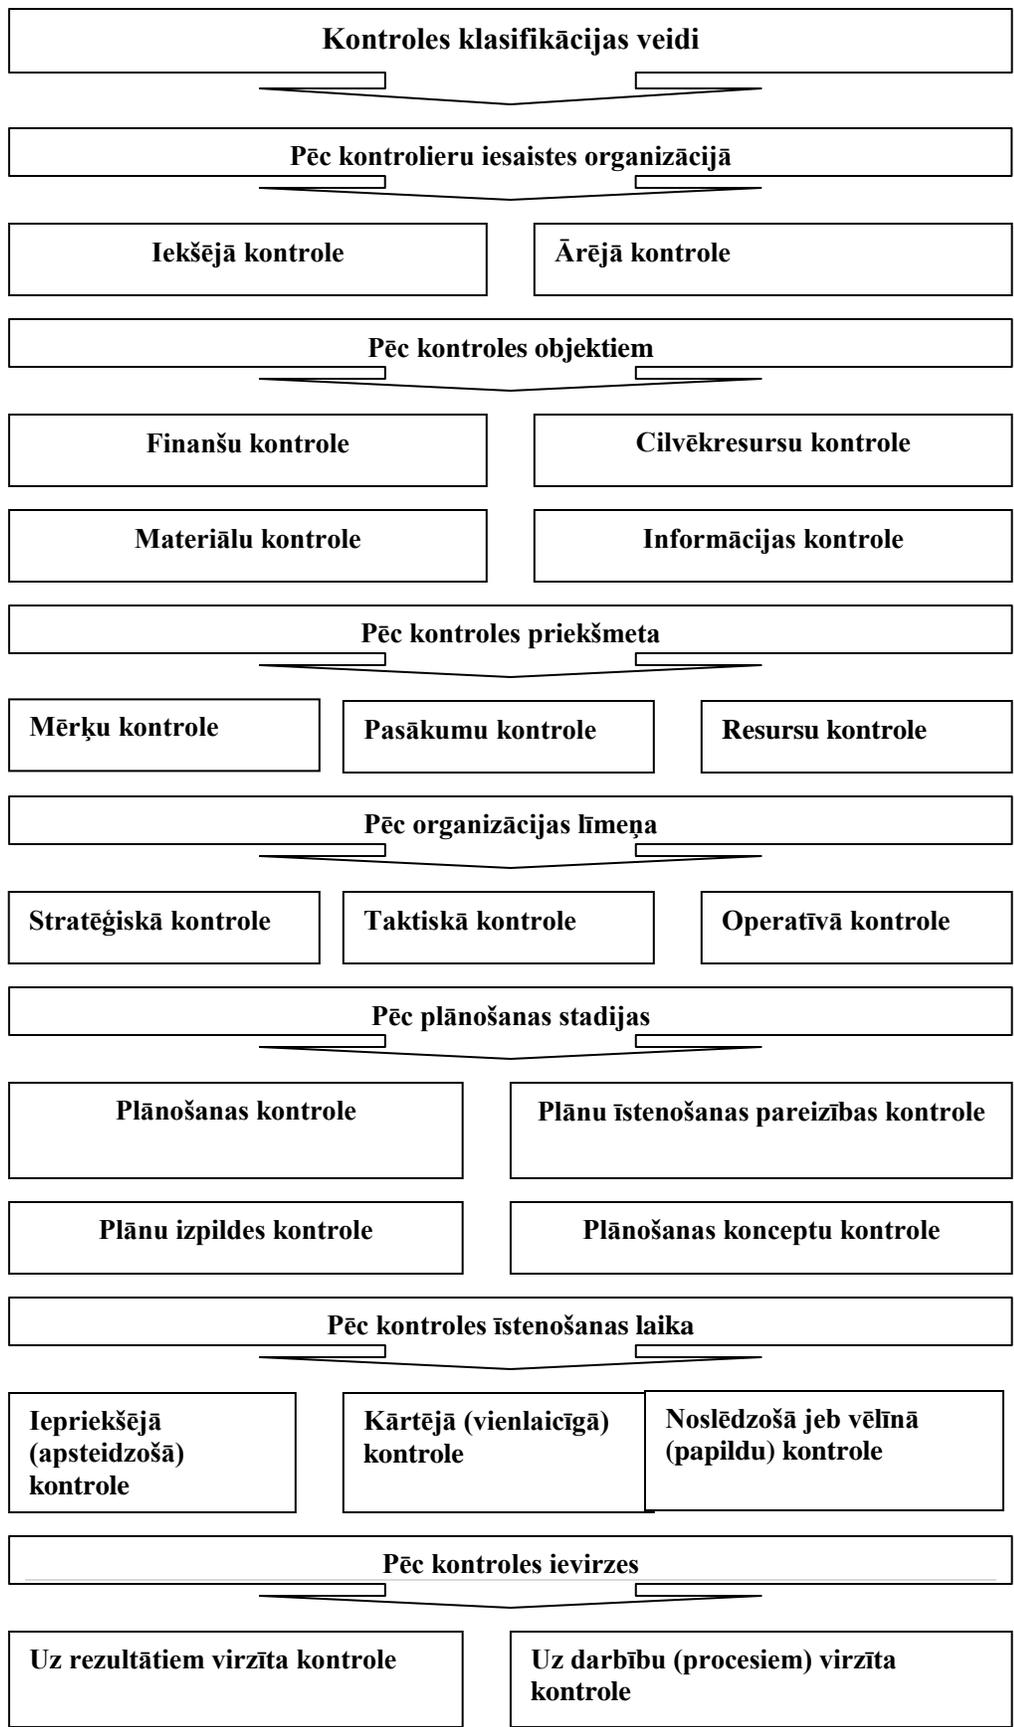 Kontroles klasifikācijas veidi
Pēc kontrolieru iesaistes organizācijā
Iekšējā kontrole
Ārējā kontrole
Pēc kontroles objektiem
Finanšu kontrole
Cilvēkresursu kontrole
Materiālu kontrole
Informācijas kontrole
Pēc kontroles priekšmeta
Mērķu kontrole
Pasākumu kontrole
Resursu kontrole
Pēc organizācijas līmeņa
Stratēģiskā kontrole
Taktiskā kontrole
Operatīvā kontrole
Pēc plānošanas stadijas
Plānošanas kontrole
Plānu īstenošanas pareizības kontrole
Plānu izpildes kontrole
Plānošanas konceptu kontrole
Pēc kontroles īstenošanas laika
Iepriekšējā
(apsteidzošā)
kontrole
Kārtējā (vienlaicīgā)
kontrole
Noslēdzošā jeb vēlīnā
(papildu) kontrole
Pēc kontroles ievirzes
Uz rezultātiem virzīta kontrole
Uz darbību (procesiem) virzīta
kontrole